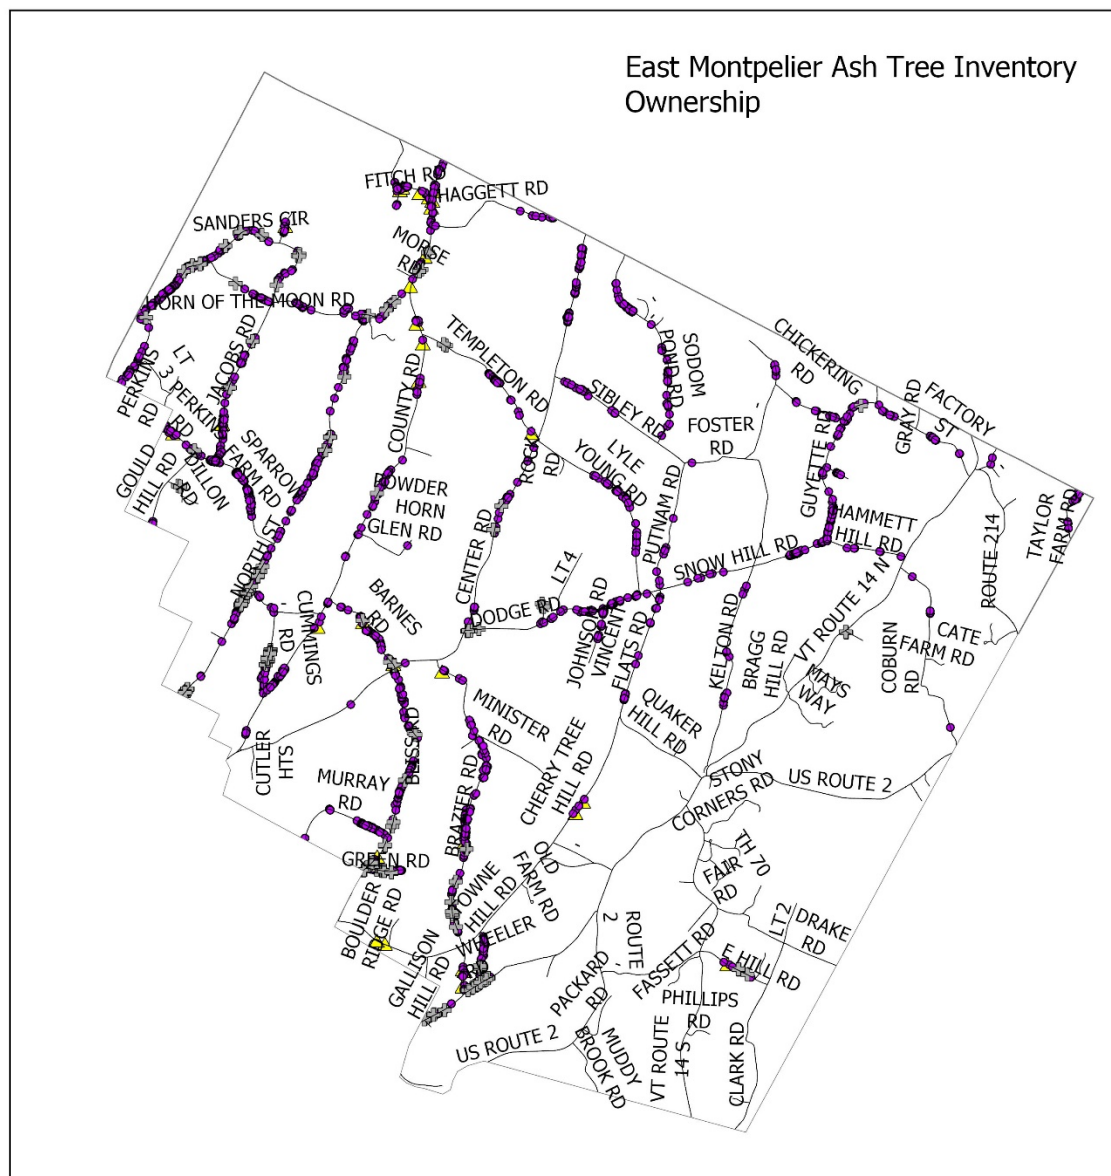 East Montpelier Ash Tree Inventory
Ownership
FITCH RD
HAGGETT RD
SANDERS CIR
MORSE
RD
HORN OF THE MOON RD
PERKINS
RD
LT
3 PERKINS
RD
JACOBS RD
COUNTY RD
TEMPLETON RD
SODOM
POND RD
SIBLEY RD
CHICKERING
RD
GRAY RD
FACTORY
ST
FOSTER
RD
GUYETTE RD
GOULD
HILL RD
DILLON
RD
SPARROW
FARM RD
ROCK
RD
LYLE
YOUNG RD
PUTNAM RD
POWDER
HORN
GLEN RD
HAMMETT
HILL RD
TAYLOR
FARM RD
ROUTE 214
NORTH ST
CENTER RD
SNOW HILL RD
VT ROUTE 14 N
BARNES
RD
DODGE RD
LT 4
JOHNSON RD
VINCENT
FLATS RD
KELTON RD
BRAGG
HILL RD
CUMMINGS
RD
CATE
FARM RD
COBURN
RD
MAYS
WAY
QUAKER
HILL RD
MINISTER
RD
BLISS RD
CUTLER
HTS
MURRAY
RD
BRAZIER RD
CHERRY TREE
HILL RD
STONY
CORNERS RD
US ROUTE 2
GREEN RD
OLD
FARM RD
TH 70
FAIR
RD
TOWNE
HILL RD
BOULDER
RIDGE RD
GALLISON
HILL RD
WHEELER
RD
ROUTE
2
LT 2
DRAKE
RD
FASSETT RD
E HILL RD
PACKARD
RD
PHILLIPS
RD
US ROUTE 2
MUDDY
BROOK RD
VT ROUTE
14 S
CLARK RD